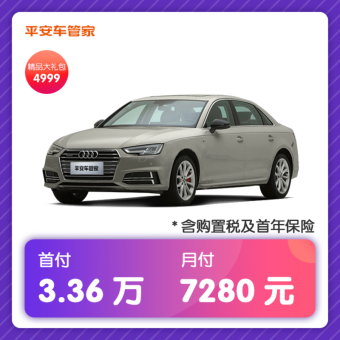 平安车管家
精品大礼包
4999
平安车管家
* 含购置税及首年保险
首付
月付
3.36 万
7280 元